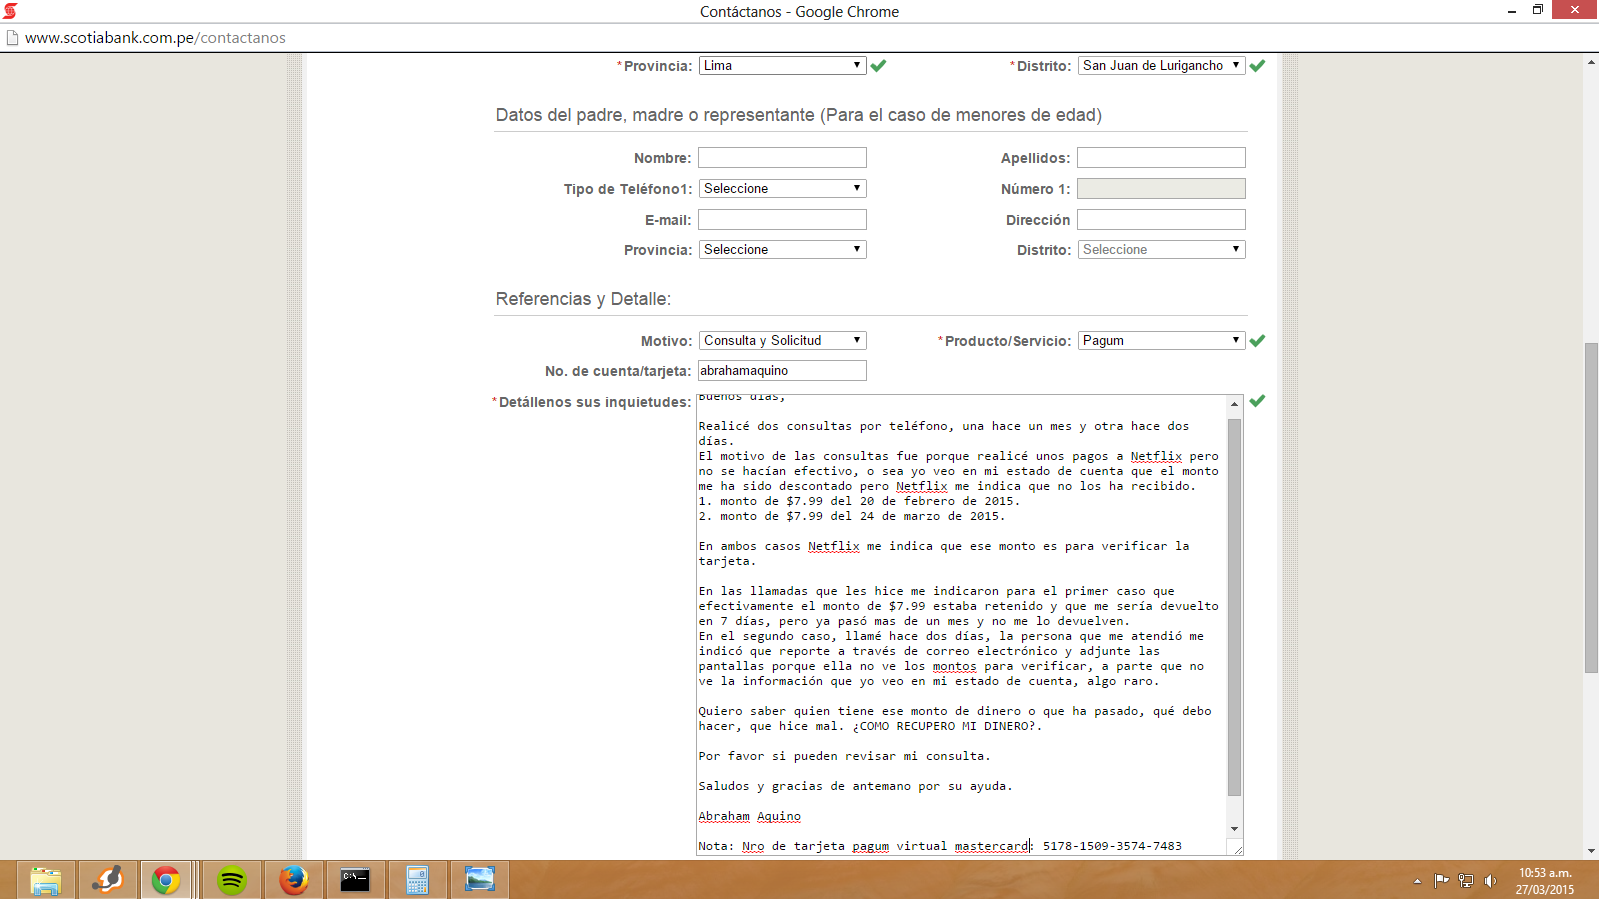 Contáctanos - Google Chrome
www.scotiabank.com.pe/contactanos
*Provincia: Lima *Distrito: San Juan de Lurigancho
Datos del padre, madre o representante (Para el caso de menores de edad)
Nombre: Apellidos:
Tipo de Teléfono1: Seleccione Número 1:
E-mail: Dirección
Provincia: Seleccione Distrito: Seleccione
Referencias y Detalle:
Motivo: Consulta y Solicitud *Producto/Servicio: Pagum
No. de cuenta/tarjeta: abrahamaquino
*Detállenos sus inquietudes: Buenos días,
Realicé dos consultas por teléfono, una hace un mes y otra hace dos
días.
El motivo de las consultas fue porque realicé unos pagos a Netflix pero
no se hacían efectivo, o sea yo veo en mi estado de cuenta que el monto
me ha sido descontado pero Netflix me indica que no los ha recibido.
1. monto de $7.99 del 20 de febrero de 2015.
2. monto de $7.99 del 24 de marzo de 2015.
En ambos casos Netflix me indica que ese monto es para verificar la
tarjeta.
En las llamadas que les hice me indicaron para el primer caso que
efectivamente el monto de $7.99 estaba retenido y que me sería devuelto
en 7 días, pero ya pasó mas de un mes y no me lo devuelven.
En el segundo caso, llamé hace dos días, la persona que me atendió me
indicó que reporte a través de correo electrónico y adjunte las
pantallas porque ella no ve los montos para verificar, a parte que no
ve la información que yo veo en mi estado de cuenta, algo raro.
Quiero saber quien tiene ese monto de dinero o que ha pasado, qué debo
hacer, que hice mal. ¿COMO RECUPERO MI DINERO?.
Por favor si pueden revisar mi consulta.
Saludos y gracias de antemano por su ayuda.
Abraham Aquino
Nota: Nro de tarjeta pagum virtual mastercard: 5178-1509-3574-7483
C:\
10:53 a.m.
27/03/2015